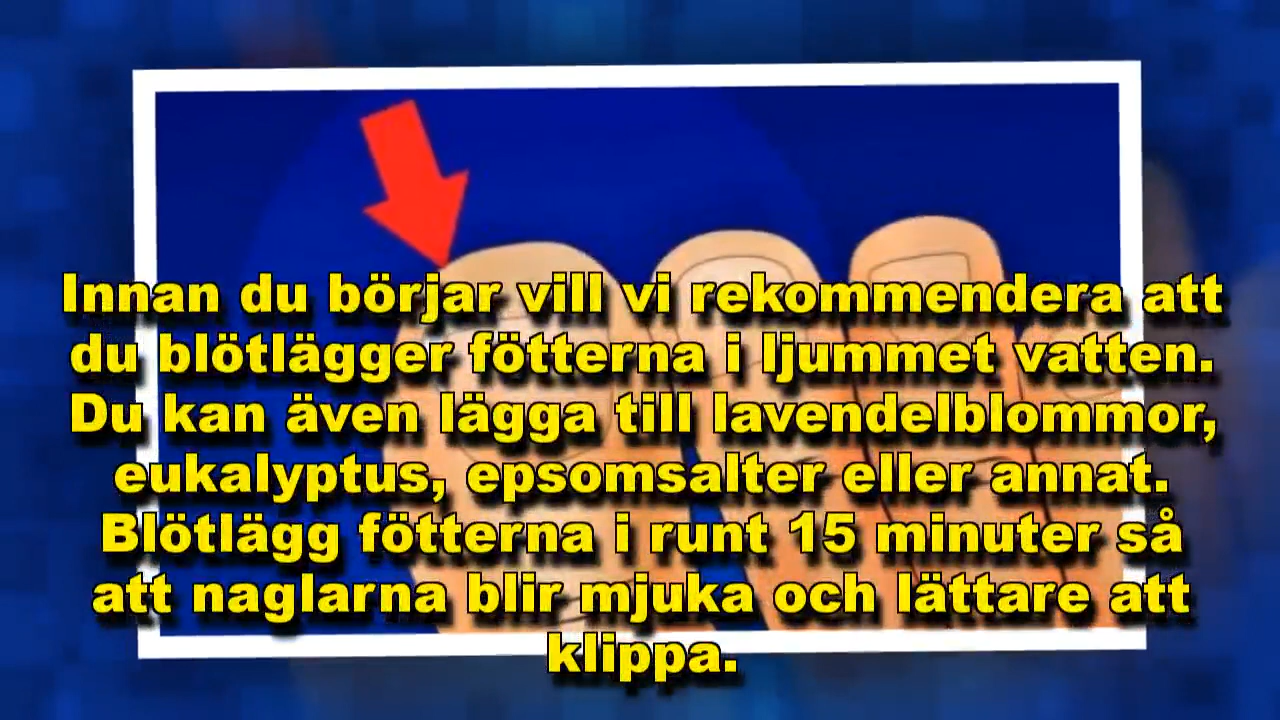 Innan du börjar vill vi rekommendera att
du blötlägger fötterna i ljummet vatten.
Du kan även lägga till lavendelblommor,
eukalyptus, epsomsalter eller annat.
Blötlägg fötterna i runt 15 minuter så
att naglarna blir mjuka och lättare att
klippa.